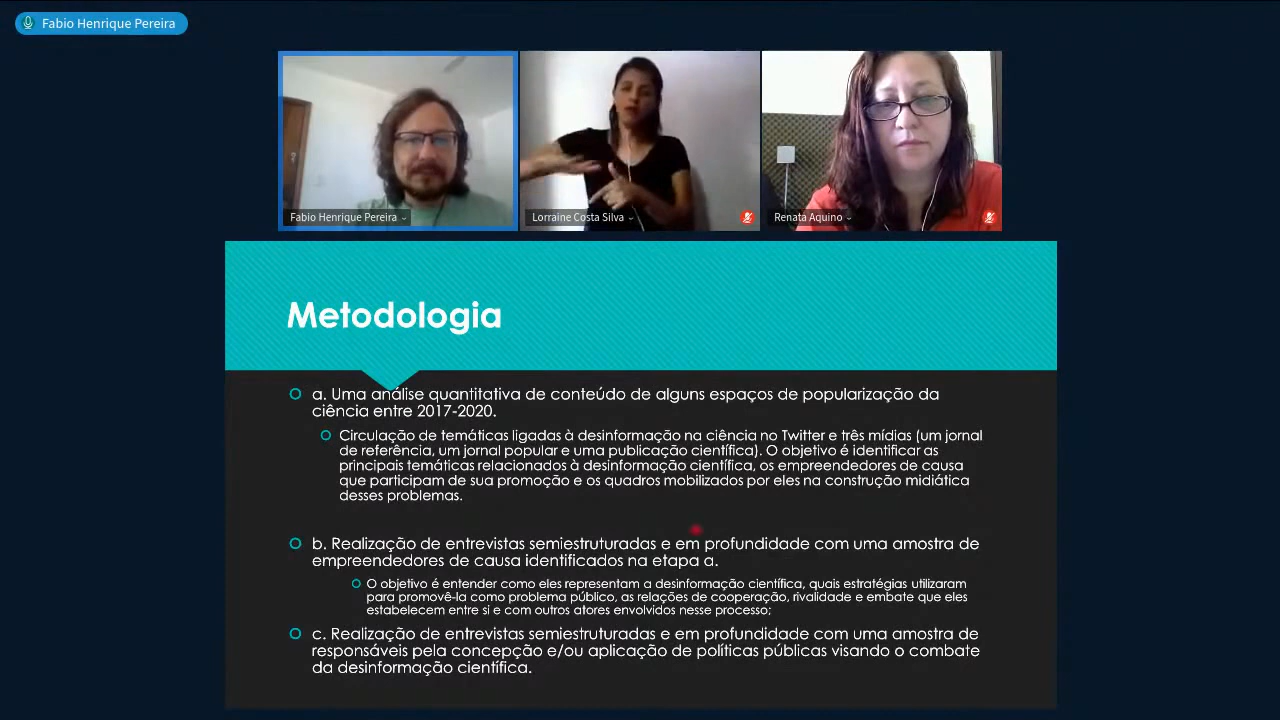 Fabio Henrique Pereira
Fabio Henrique Pereira
Lorraine Costa Silva
Renata Aquino
Metodologia
a. Uma análise quantitativa de conteúdo de alguns espaços de popularização da
ciência entre 2017-2020.
Circulação de temáticas ligadas à desinformação na ciência no Twitter e três mídias (um jornal
de referência, um jornal popular e uma publicação científica). O objetivo é identificar as
principais temáticas relacionados à desinformação científica, os empreendedores de causa
que participam de sua promoção e os quadros mobilizados por eles na construção midiática
desses problemas.
b. Realização de entrevistas semiestruturadas e em profundidade com uma amostra de
empreendedores de causa identificados na etapa a.
O objetivo é entender como eles representam a desinformação científica, quais estratégias utilizaram
para promovê-la como problema público, as relações de cooperação, rivalidade e embate que eles
estabelecem entre si e com outros atores envolvidos nesse processo;
c. Realização de entrevistas semiestruturadas e em profundidade com uma amostra de
responsáveis pela concepção e/ou aplicação de políticas públicas visando o combate
da desinformação científica.